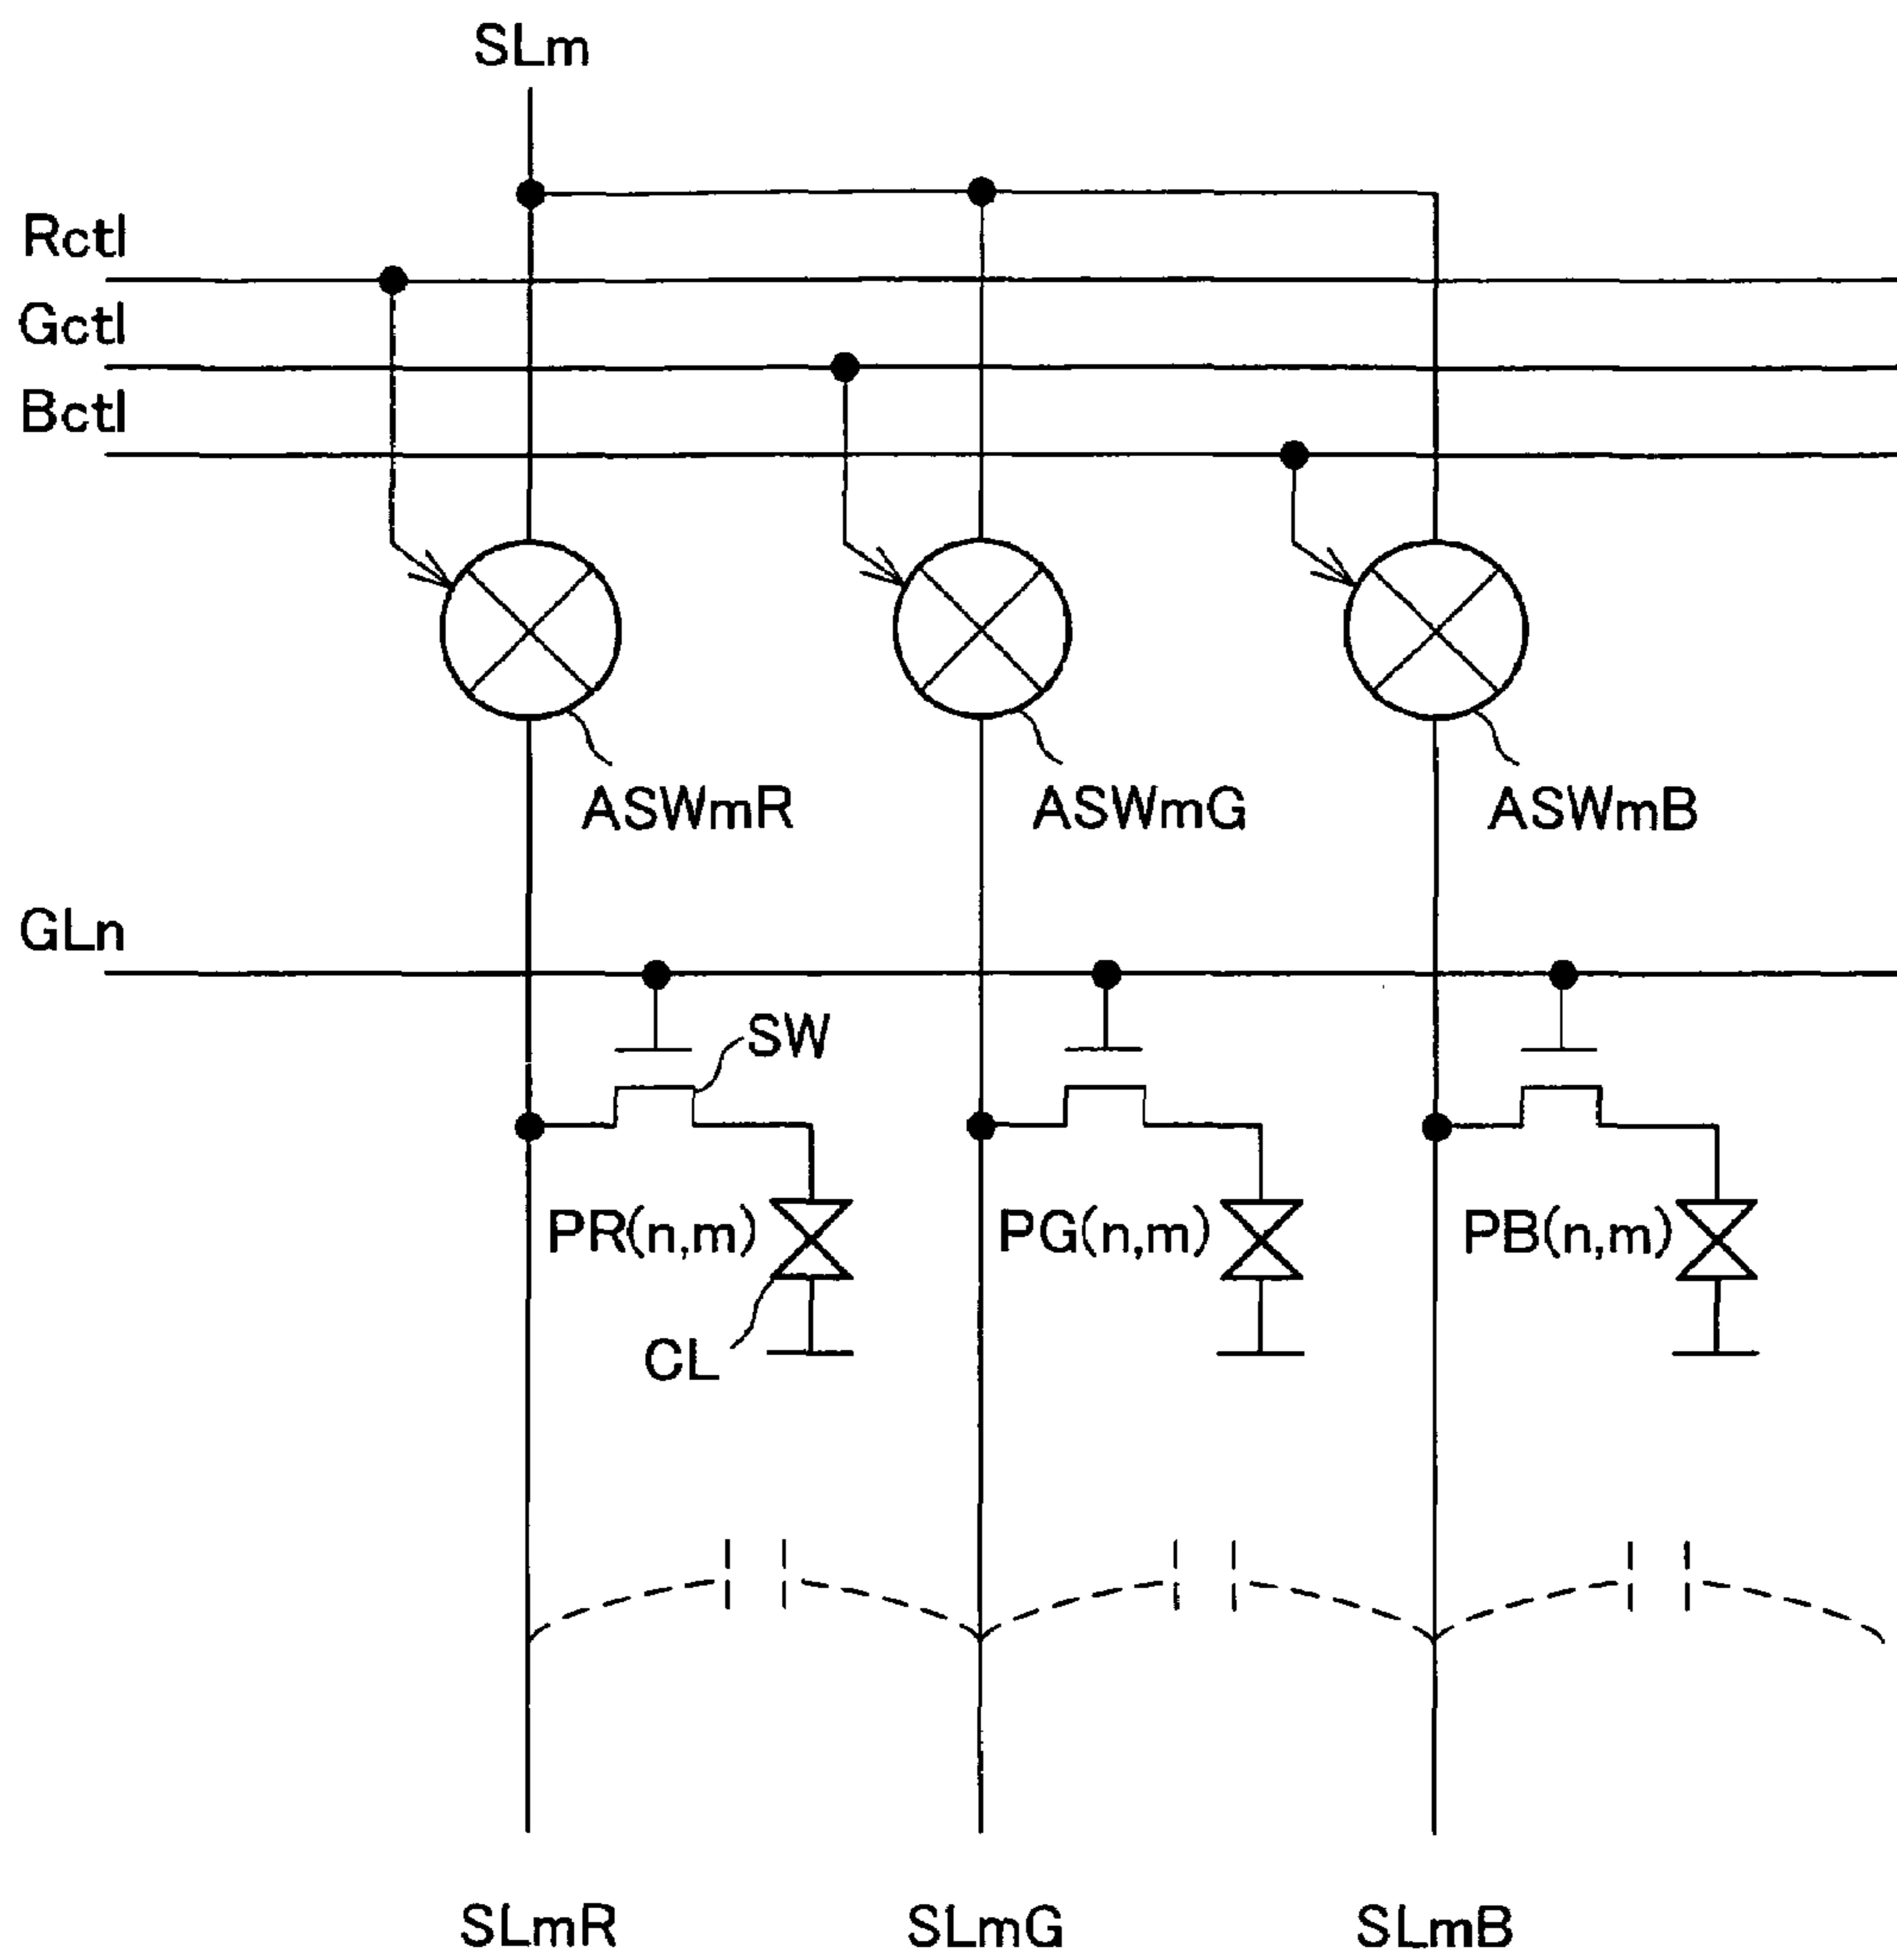 SLm
Rctl
Gctl
Bctl
ASWmR
ASWmG
ASWmB
GLn
SW
PR(n,m)
PG(n,m)
PB(n,m)
CL
SLmR
SLmG
SLmB